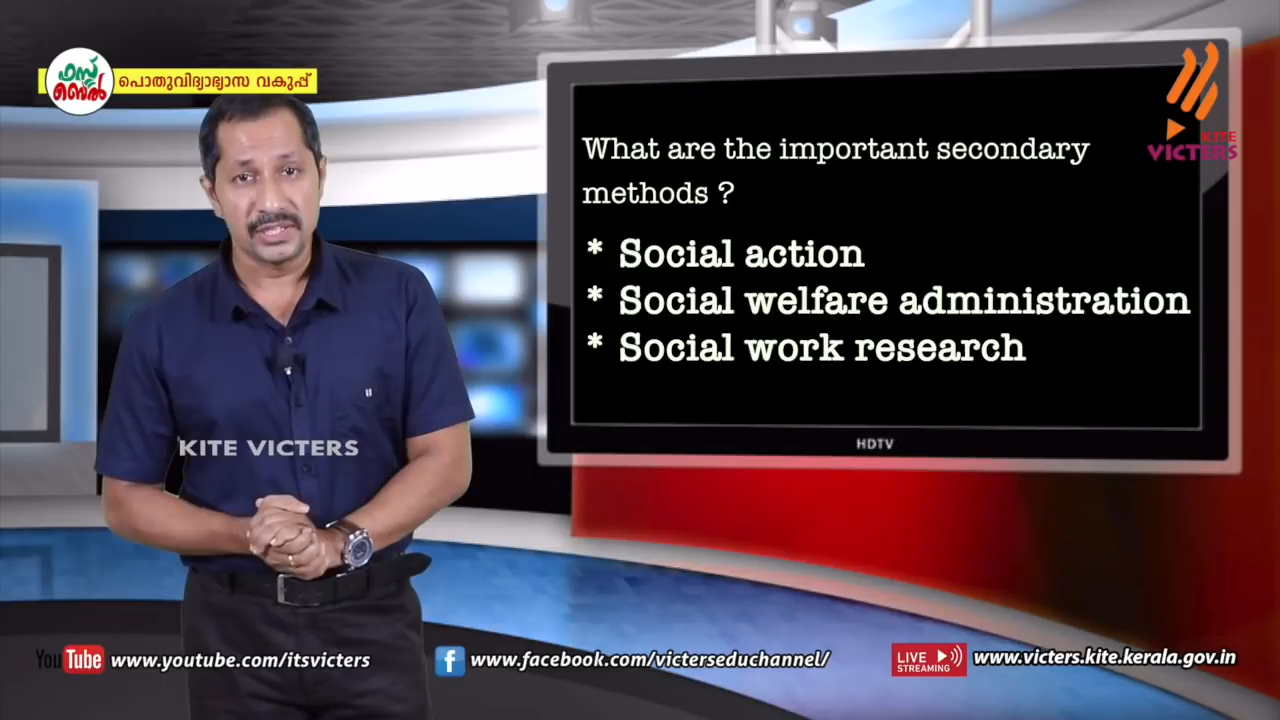 ഫസ്റ്റ്
ബെൽ
പൊതുവിദ്യാഭ്യാസ വകുപ്പ്
KITE
VICTERS
What are the important secondary
methods ?
* Social action
* Social welfare administration
* Social work research
HDTV
KITE VICTERS
YouTube www.youtube.com/itsvicters
f www.facebook.com/victerseduchannel/
LIVE
STREAMING
www.victers.kite.kerala.gov.in